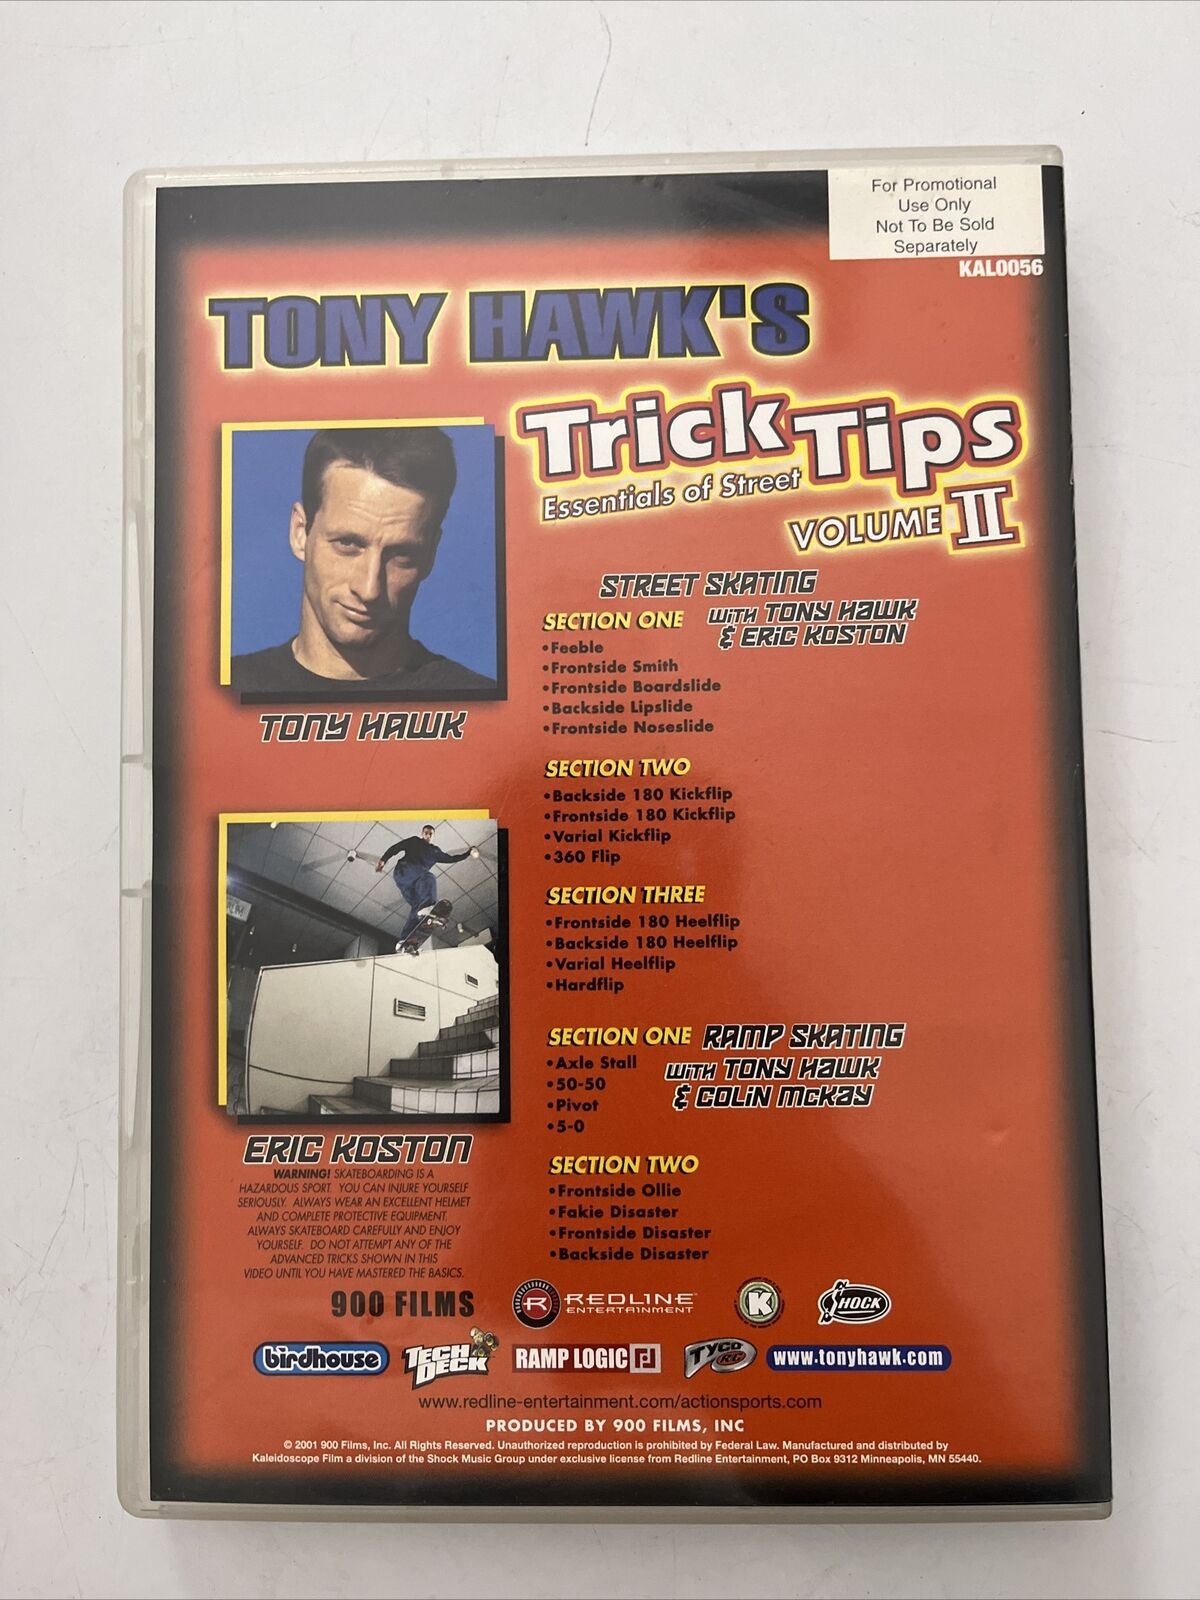 For Promotional
Use Only
Not To Be Sold
Separately
KAL0056
TONY HAWK'S
Trick Tips
Essentials of Street
VOLUME II
TONY HAWK
STREET SKATING
WITH TONY HAWK
& ERIC KOSTON
SECTION ONE
•Feeble
•Frontside Smith
•Frontside Boardslide
•Backside Lipslide
•Frontside Noseslide
SECTION TWO
•Backside 180 Kickflip
•Frontside 180 Kickflip
•Varial Kickflip
•360 Flip
SECTION THREE
•Frontside 180 Heelflip
•Backside 180 Heelflip
•Varial Heelflip
•Hardflip
SECTION ONE
RAMP SKATING
WITH TONY HAWK
& COLIN McKAY
•Axle Stall
•50-50
•Pivot
•5-0
SECTION TWO
•Frontside Ollie
•Fakie Disaster
•Frontside Disaster
•Backside Disaster
ERIC KOSTON
WARNING! SKATEBOARDING IS A
HAZARDOUS SPORT. YOU CAN INJURE YOURSELF
SERIOUSLY. ALWAYS WEAR AN EXCELLENT HELMET
AND COMPLETE PROTECTIVE EQUIPMENT.
ALWAYS SKATEBOARD CAREFULLY AND ENJOY
YOURSELF. DO NOT ATTEMPT ANY OF THE
ADVANCED TRICKS SHOWN IN THIS
VIDEO UNTIL YOU HAVE MASTERED THE BASICS.
900 FILMS
R REDLINE
ENTERTAINMENT
K
SHOCK
birdhouse
TECH DECK
RAMP LOGIC
TYCO RC
www.tonyhawk.com
www.redline-entertainment.com/actionsports.com
PRODUCED BY 900 FILMS, INC
© 2001 900 Films, Inc. All Rights Reserved. Unauthorized reproduction is prohibited by Federal Law. Manufactured and distributed by
Kaleidoscope Film a division of the Shock Music Group under exclusive license from Redline Entertainment, PO Box 9312 Minneapolis, MN 55440.